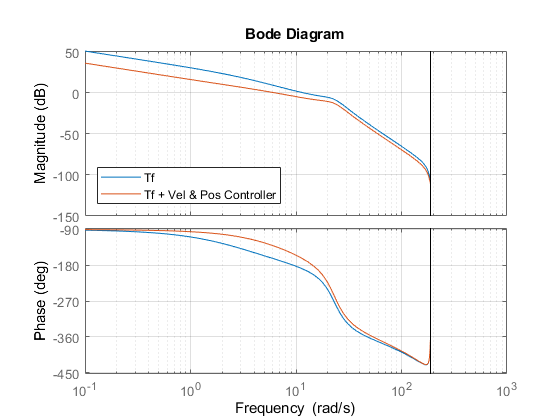 Bode Diagram
Magnitude (dB)
50
0
-50
-100
-150
Tf
Tf + Vel & Pos Controller
Phase (deg)
-90
-180
-270
-360
-450
10^-1
10^0
10^1
10^2
10^3
Frequency (rad/s)